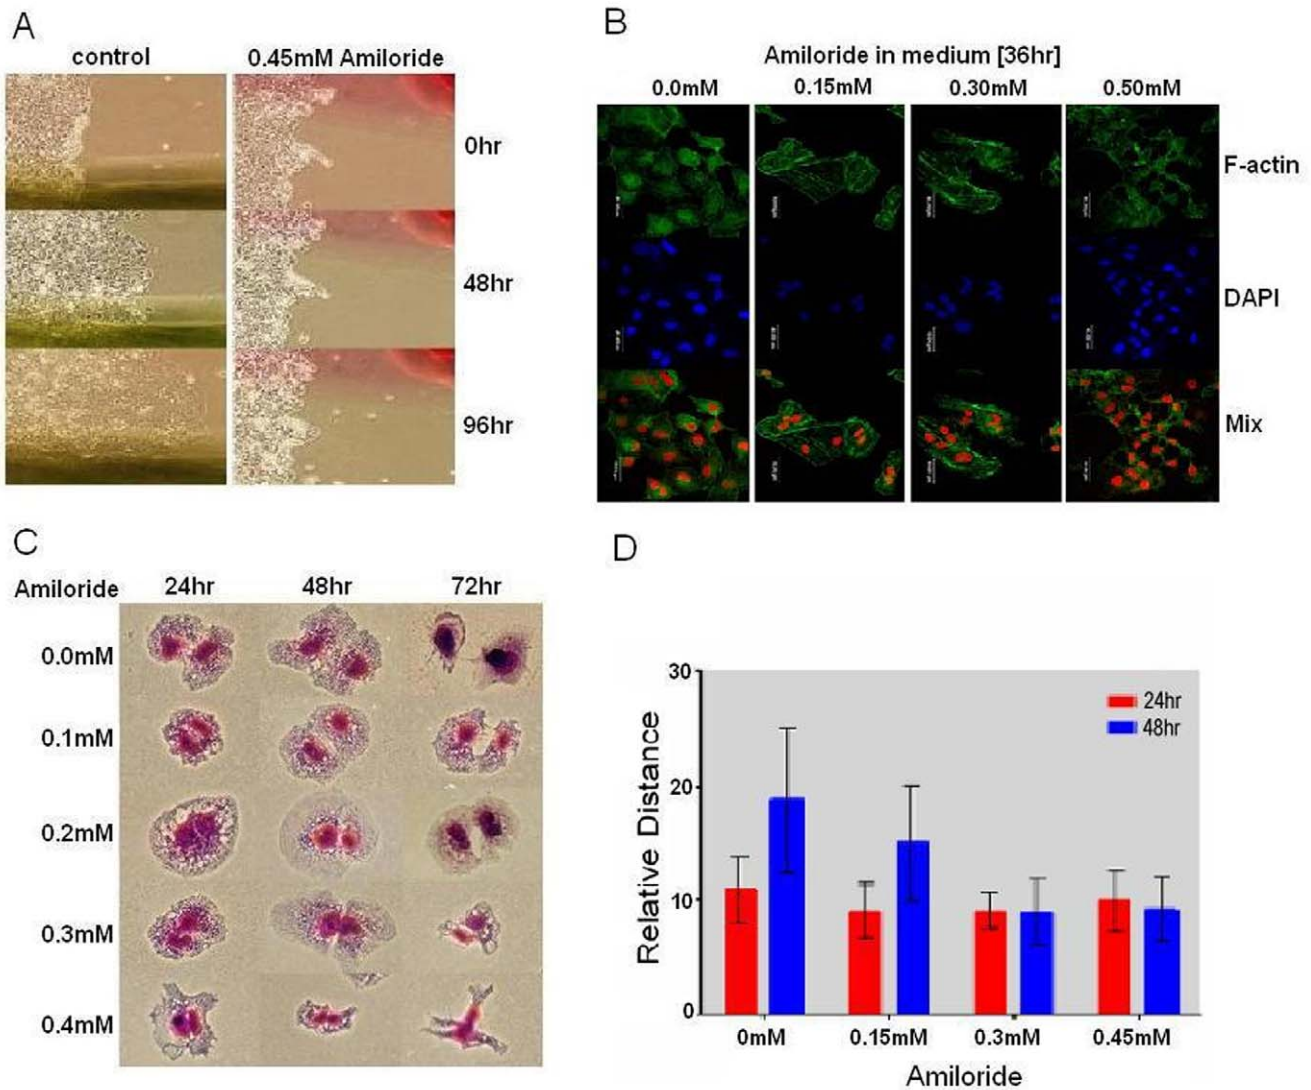 A
control 0.45mM Amiloride
0hr
48hr
96hr
B
Amiloride in medium [36hr]
0.0mM 0.15mM 0.30mM 0.50mM
F-actin
DAPI
Mix
C
Amiloride 24hr 48hr 72hr
0.0mM
0.1mM
0.2mM
0.3mM
0.4mM
D
30
20
10
0
Relative Distance
24hr
48hr
0mM 0.15mM 0.3mM 0.45mM
Amiloride